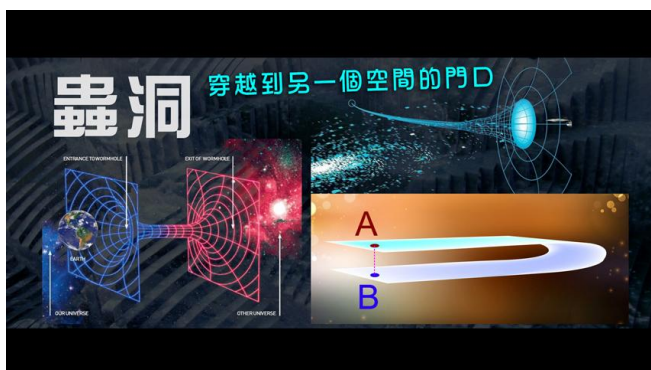 蟲洞
穿越到另一個空間的門口
ENTRANCE TO WORMHOLE
EXIT OF WORMHOLE
EARTH
OUR UNIVERSE
OTHER UNIVERSE
A
B